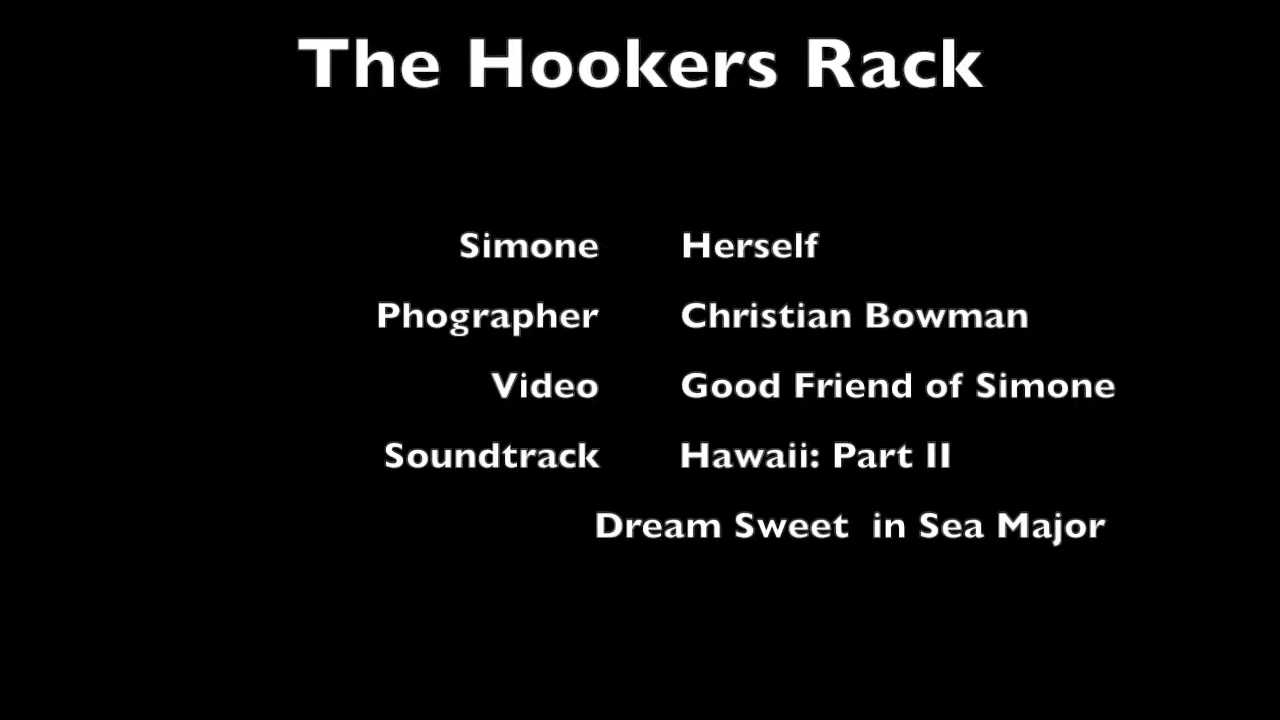 The Hookers Rack
Simone Herself
Phographer Christian Bowman
Video Good Friend of Simone
Soundtrack Hawaii: Part II
Dream Sweet  in Sea Major